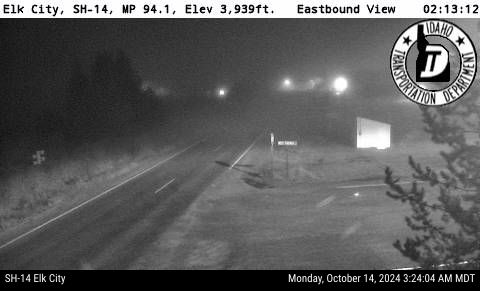 Elk City, SH-14, MP 94.1, Elev 3,939ft. Eastbound View 02:13:12
IDAHO
TRANSPORTATION DEPARTMENT
SH-14 Elk City Monday, October 14, 2024 3:24:04 AM MDT